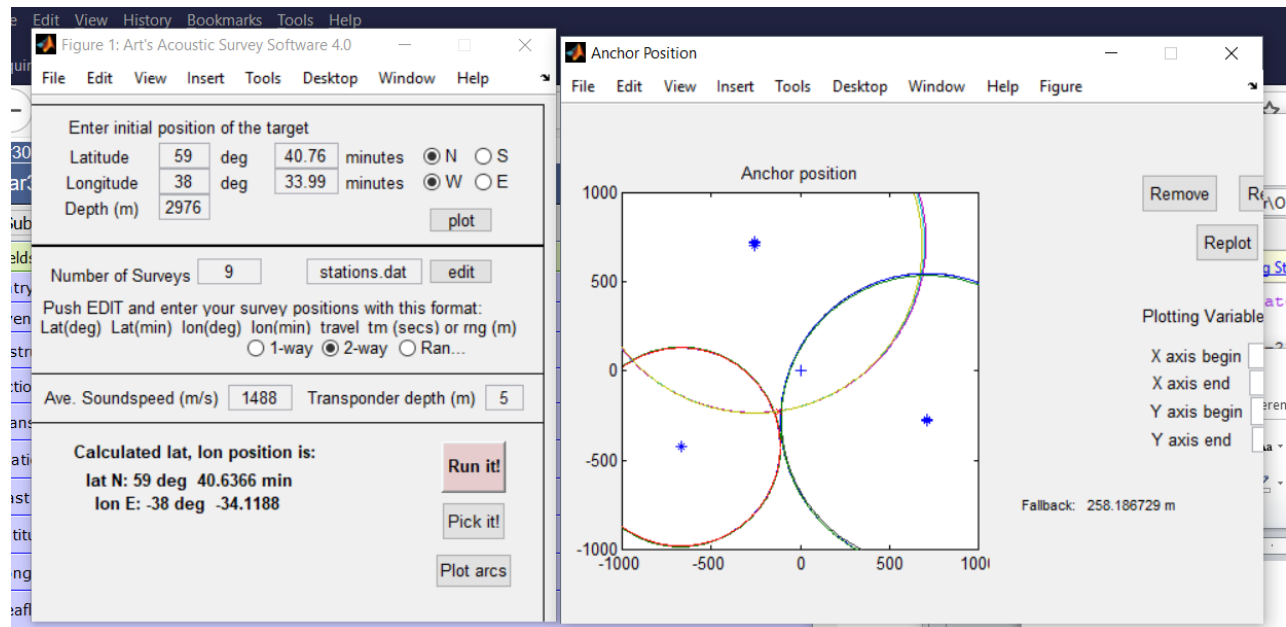 Edit View History Bookmarks Tools Help
Figure 1: Art's Acoustic Survey Software 4.0
File Edit View Insert Tools Desktop Window Help
Enter initial position of the target
Latitude 59 deg 40.76 minutes N S
Longitude 38 deg 33.99 minutes W E
Depth (m) 2976
plot
Number of Surveys 9 stations.dat edit
Push EDIT and enter your survey positions with this format:
Lat(deg) Lat(min) lon(deg) lon(min) travel tm (secs) or rng (m)
1-way 2-way Ran...
Ave. Soundspeed (m/s) 1488 Transponder depth (m) 5
Calculated lat, lon position is:
lat N: 59 deg 40.6366 min
lon E: -38 deg -34.1188
Run it!
Pick it!
Plot arcs
Anchor Position
File Edit View Insert Tools Desktop Window Help Figure
Anchor position
1000
500
0
-500
-1000
-1000 -500 0 500 100
Remove Re
Replot
Plotting Variable
X axis begin
X axis end
Y axis begin
Y axis end
Fallback: 258.186729 m